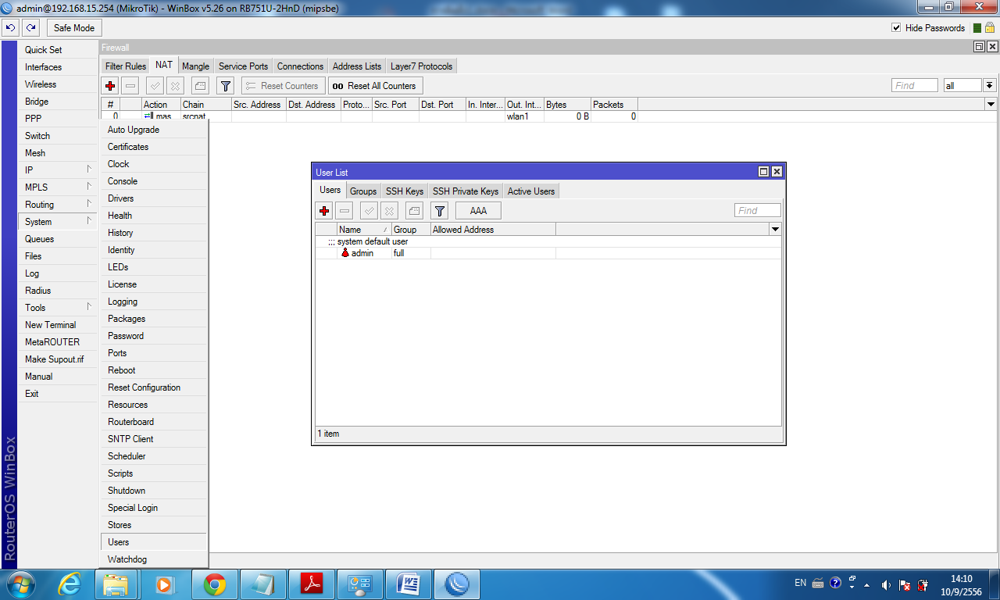 admin@192.168.15.254 (MikroTik) - WinBox v5.26 on RB751U-2HnD (mipsbe)
Safe Mode
Hide Passwords
Quick Set
Interfaces
Wireless
Bridge
PPP
Switch
Mesh
IP
MPLS
Routing
System
Queues
Files
Log
Radius
Tools
New Terminal
MetaROUTER
Make Supout.rif
Manual
Exit
RouterOS WinBox
Firewall
Filter Rules NAT Mangle Service Ports Connections Address Lists Layer7 Protocols
Reset Counters 00 Reset All Counters Find all
# Action Chain Src. Address Dst. Address Proto... Src. Port Dst. Port In. Inter... Out. Int... Bytes Packets
0 mas srcnat wlan1 0 B 0
Auto Upgrade
Certificates
Clock
Console
Drivers
Health
History
Identity
LEDs
License
Logging
Packages
Password
Ports
Reboot
Reset Configuration
Resources
Routerboard
SNTP Client
Scheduler
Scripts
Shutdown
Special Login
Stores
Users
Watchdog
User List
Users Groups SSH Keys SSH Private Keys Active Users
AAA Find
Name Group Allowed Address
;;; system default user
admin full
1 item
EN
14:10
10/9/2556